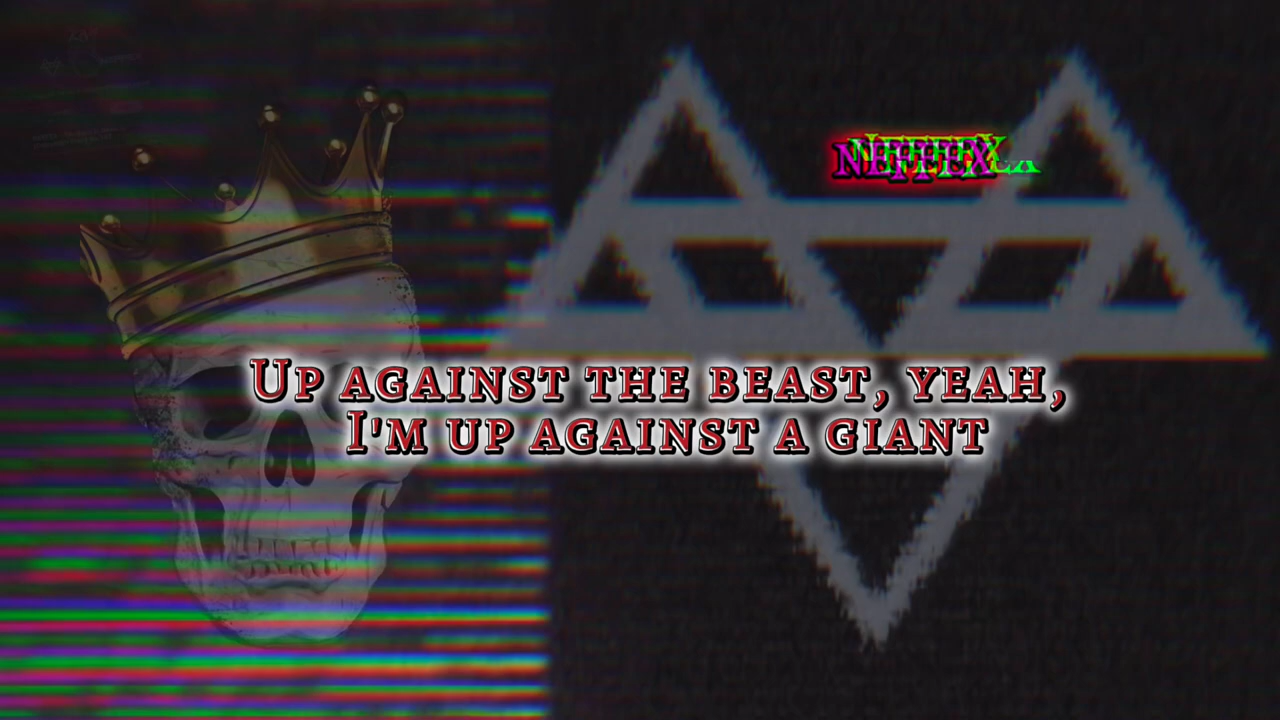 NEFFEX
Up against the beast, yeah,
I'm up against a giant